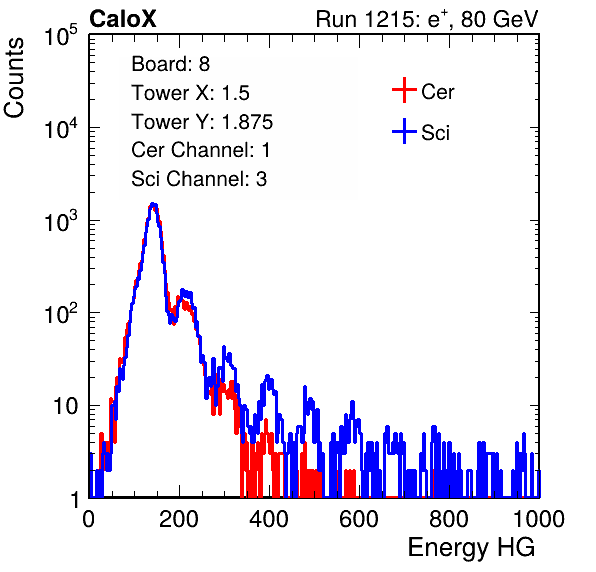 CaloX Run 1215: e⁺, 80 GeV
Counts
10⁵
10⁴
10³
10²
10
1
Board: 8
Tower X: 1.5
Tower Y: 1.875
Cer Channel: 1
Sci Channel: 3
Cer
Sci
0 200 400 600 800 1000
Energy HG